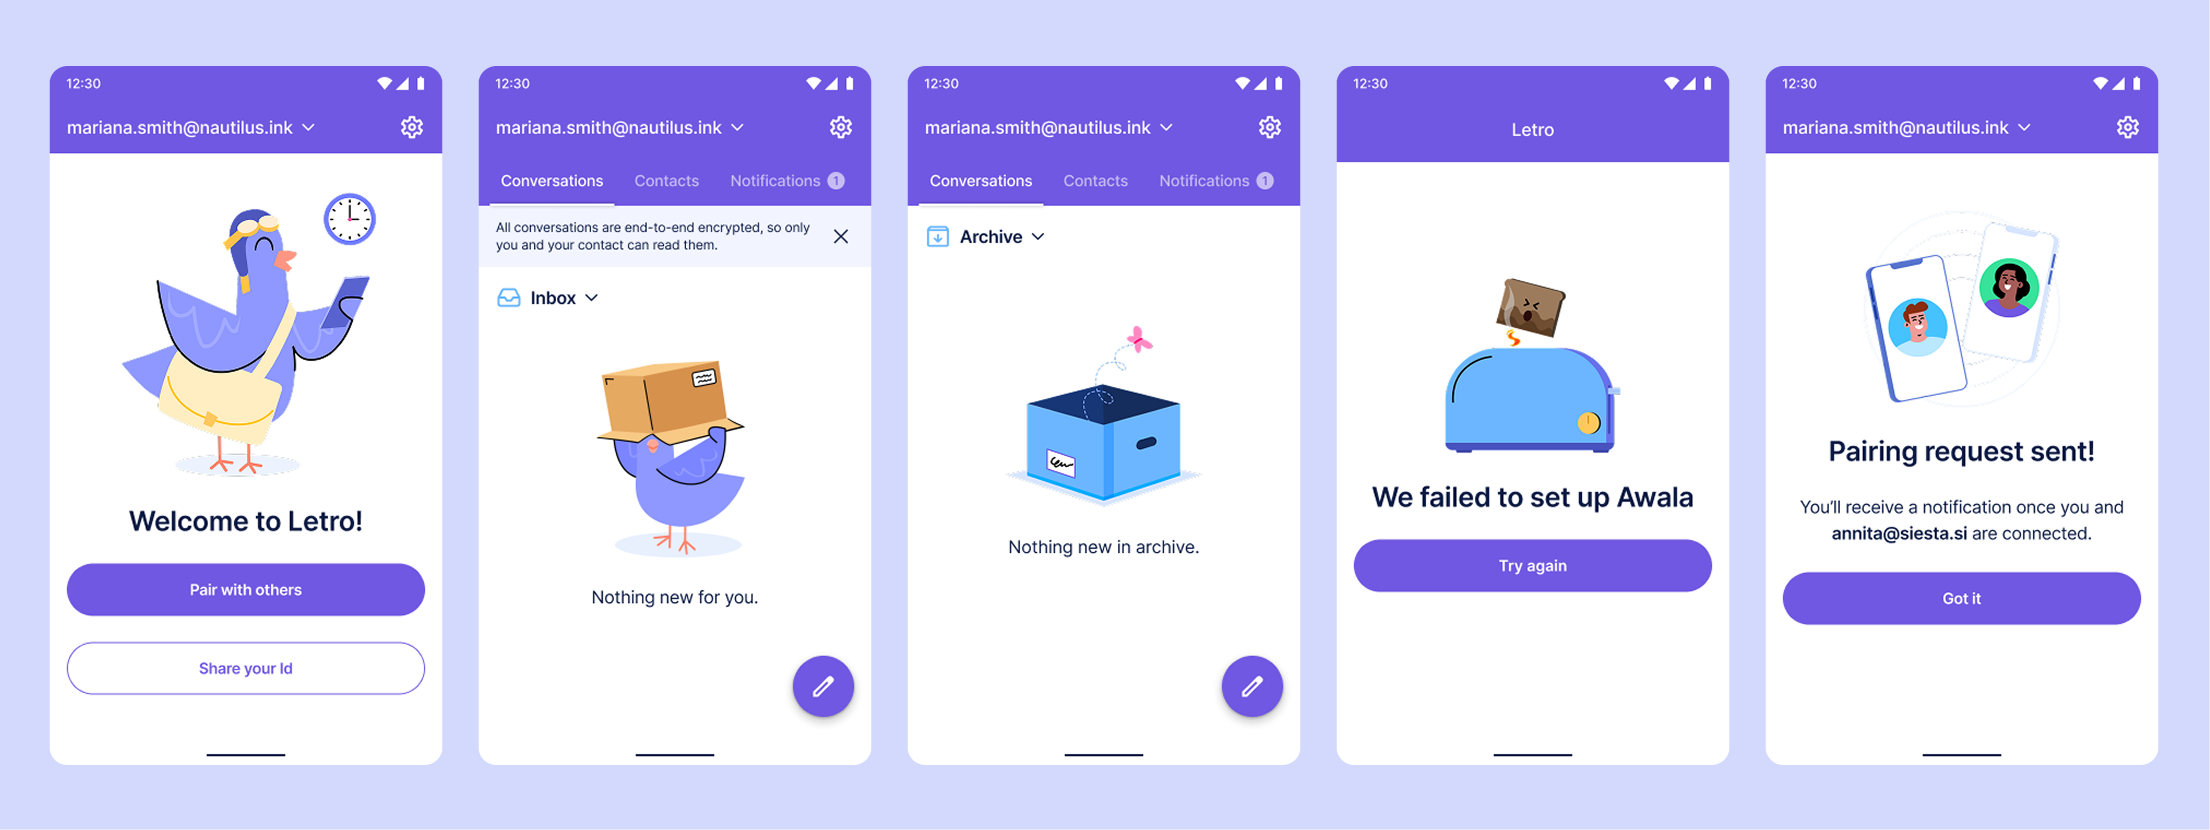 12:30
mariana.smith@nautilus.ink
Welcome to Letro!
Pair with others
Share your Id
12:30
mariana.smith@nautilus.ink
Conversations Contacts Notifications 1
All conversations are end-to-end encrypted, so only
you and your contact can read them.
Inbox
Nothing new for you.
12:30
mariana.smith@nautilus.ink
Conversations Contacts Notifications 1
Archive
Nothing new in archive.
12:30
Letro
We failed to set up Awala
Try again
12:30
mariana.smith@nautilus.ink
Pairing request sent!
You’ll receive a notification once you and
annita@siesta.si are connected.
Got it